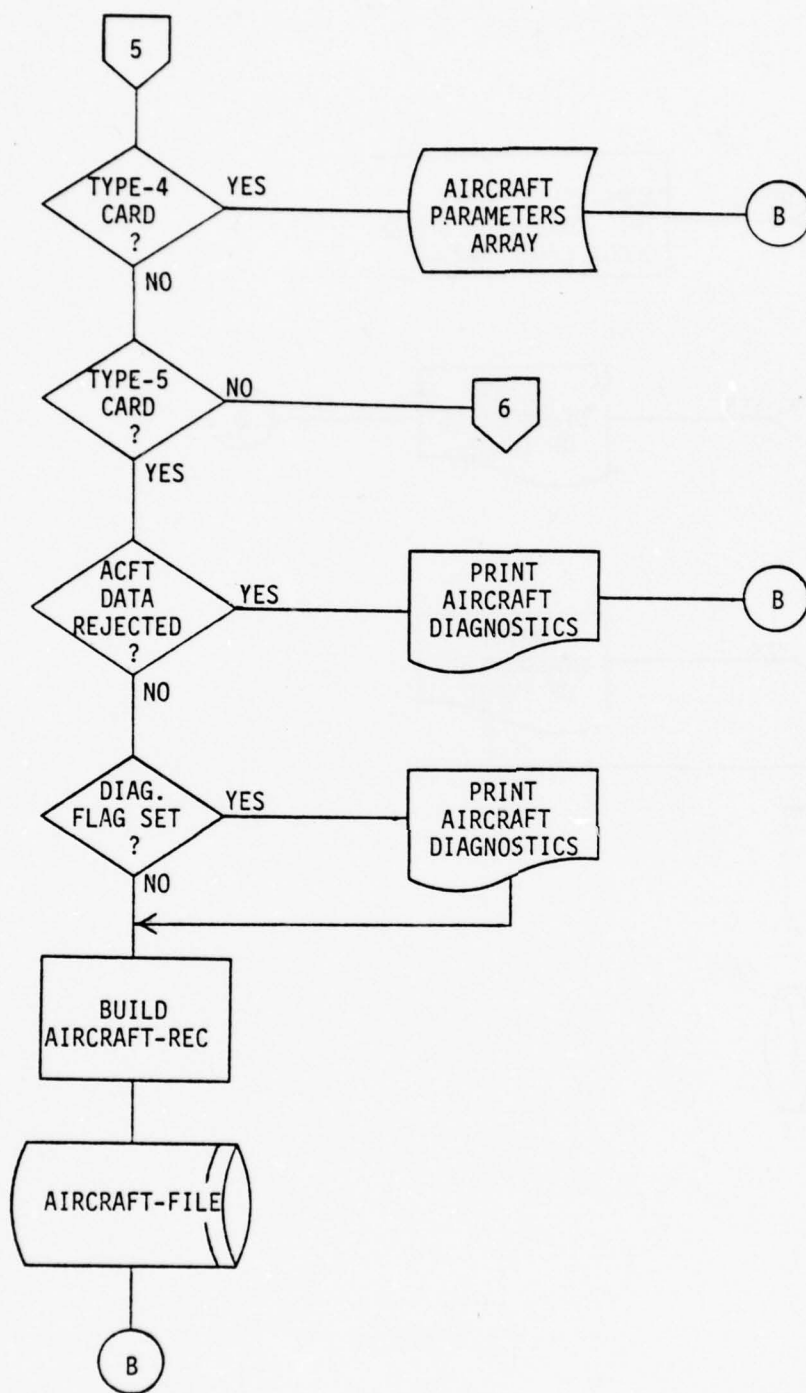 5
TYPE-4
CARD
?
YES
NO
AIRCRAFT
PARAMETERS
ARRAY
B
TYPE-5
CARD
?
NO
YES
6
ACFT
DATA
REJECTED
?
YES
NO
PRINT
AIRCRAFT
DIAGNOSTICS
B
DIAG.
FLAG SET
?
YES
NO
PRINT
AIRCRAFT
DIAGNOSTICS
BUILD
AIRCRAFT-REC
AIRCRAFT-FILE
B